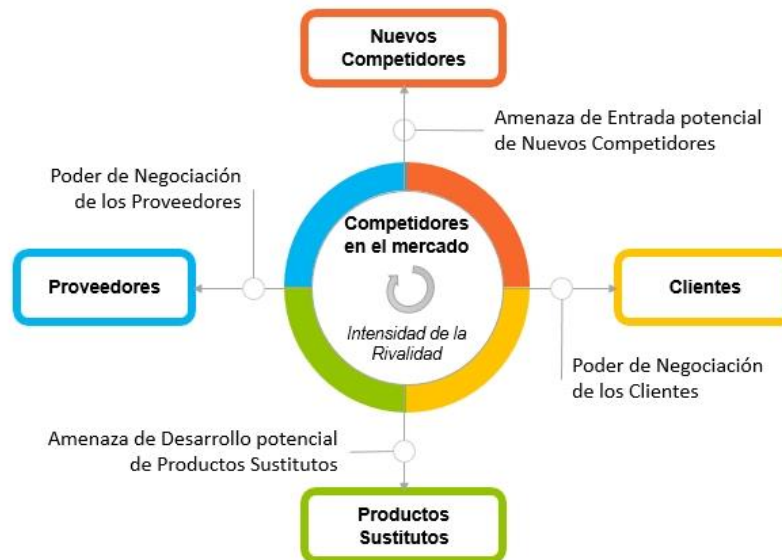 Nuevos
Competidores
Amenaza de Entrada potencial
de Nuevos Competidores
Poder de Negociación
de los Proveedores
Competidores
en el mercado
Proveedores
Clientes
Intensidad de la
Rivalidad
Poder de Negociación
de los Clientes
Amenaza de Desarrollo potencial
de Productos Sustitutos
Productos
Sustitutos